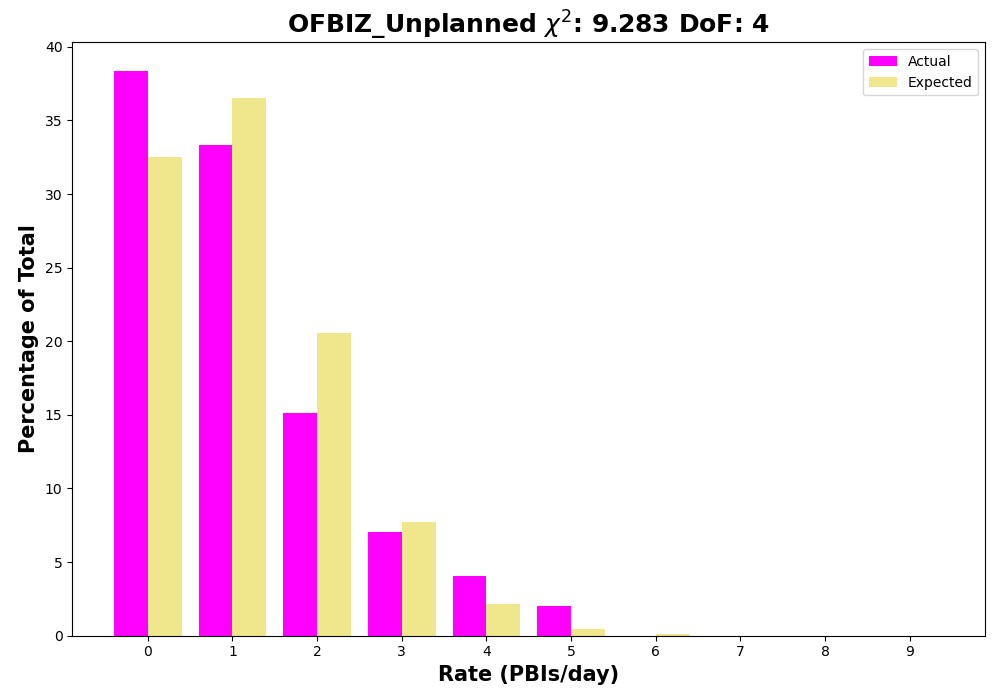 OFBIZ_Unplanned χ²: 9.283 DoF: 4
Actual
Expected
Percentage of Total
40
35
30
25
20
15
10
5
0
0 1 2 3 4 5 6 7 8 9
Rate (PBIs/day)